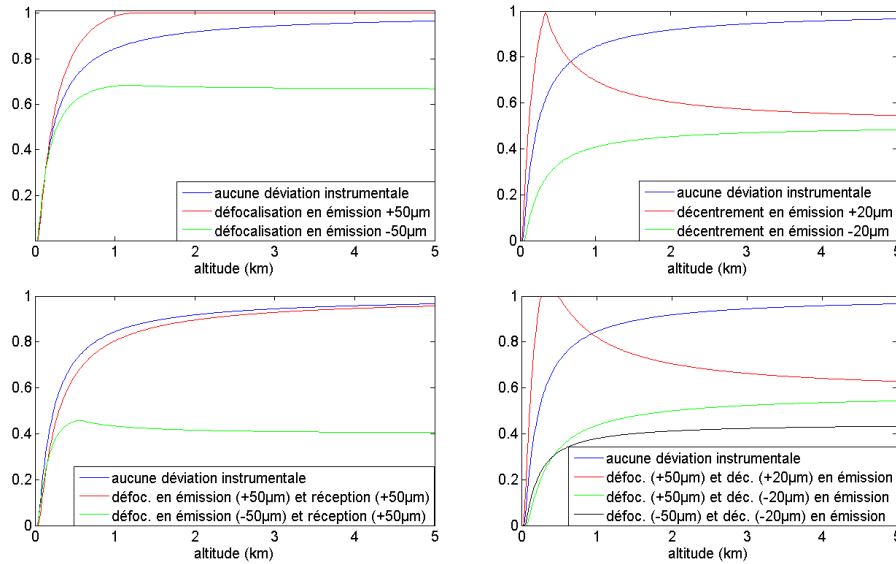 1
0.8
0.6
0.4
0.2
0
0
1
2
3
4
5
altitude (km)
aucune déviation instrumentale
défocalisation en émission +50µm
défocalisation en émission -50µm
1
0.8
0.6
0.4
0.2
0
0
1
2
3
4
5
altitude (km)
aucune déviation instrumentale
décentrement en émission +20µm
décentrement en émission -20µm
1
0.8
0.6
0.4
0.2
0
0
1
2
3
4
5
altitude (km)
aucune déviation instrumentale
défoc. en émission (+50µm) et réception (+50µm)
défoc. en émission (-50µm) et réception (+50µm)
1
0.8
0.6
0.4
0.2
0
0
1
2
3
4
5
altitude (km)
aucune déviation instrumentale
défoc. (+50µm) et déc. (+20µm) en émission
défoc. (+50µm) et déc. (-20µm) en émission
défoc. (-50µm) et déc. (-20µm) en émission